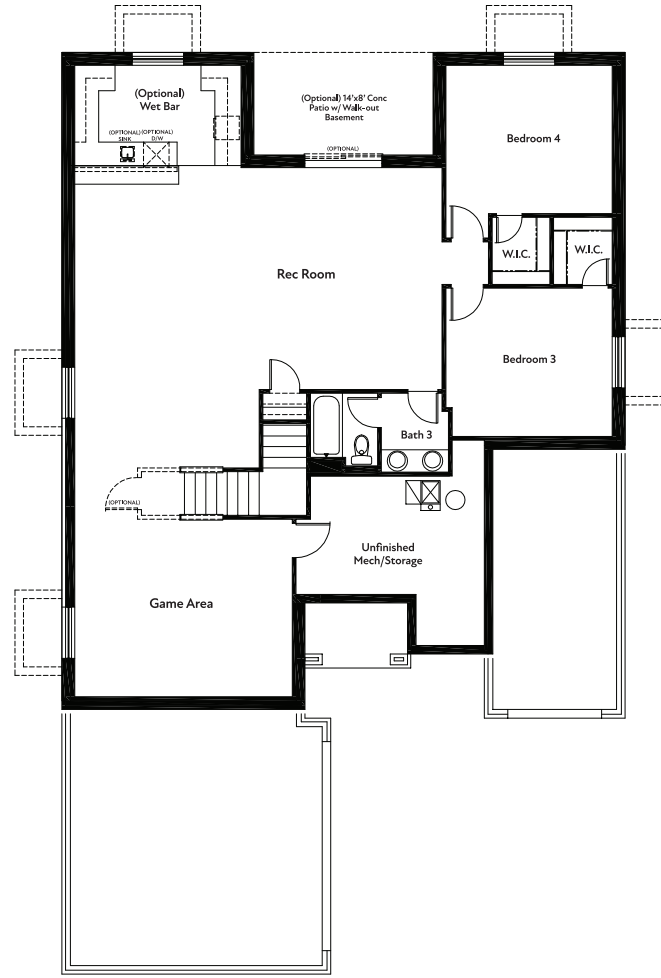 (Optional)
Wet Bar
(OPTIONAL) (OPTIONAL)
SINK D/W
(Optional) 14'x8' Conc
Patio w/ Walk-out
Basement
(OPTIONAL)
Bedroom 4
W.I.C.
W.I.C.
Rec Room
Bedroom 3
Bath 3
(OPTIONAL)
Unfinished
Mech/Storage
Game Area